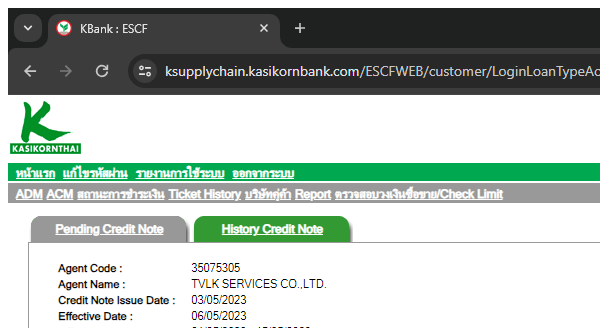 KBank : ESCF
ksupplychain.kasikornbank.com/ESCFWEB/customer/LoginLoanTypeAc
KASIKORNTHAI
หน้าแรก แก้ไขรหัสผ่าน รายงานการใช้ระบบ ออกจากระบบ
ADM ACM สถานะการชำระเงิน Ticket History บริษัทคู่ค้า Report ตรวจสอบวงเงินซื้อขาย/Check Limit
Pending Credit Note History Credit Note
Agent Code : 35075305
Agent Name : TVLK SERVICES CO.,LTD.
Credit Note Issue Date : 03/05/2023
Effective Date : 06/05/2023